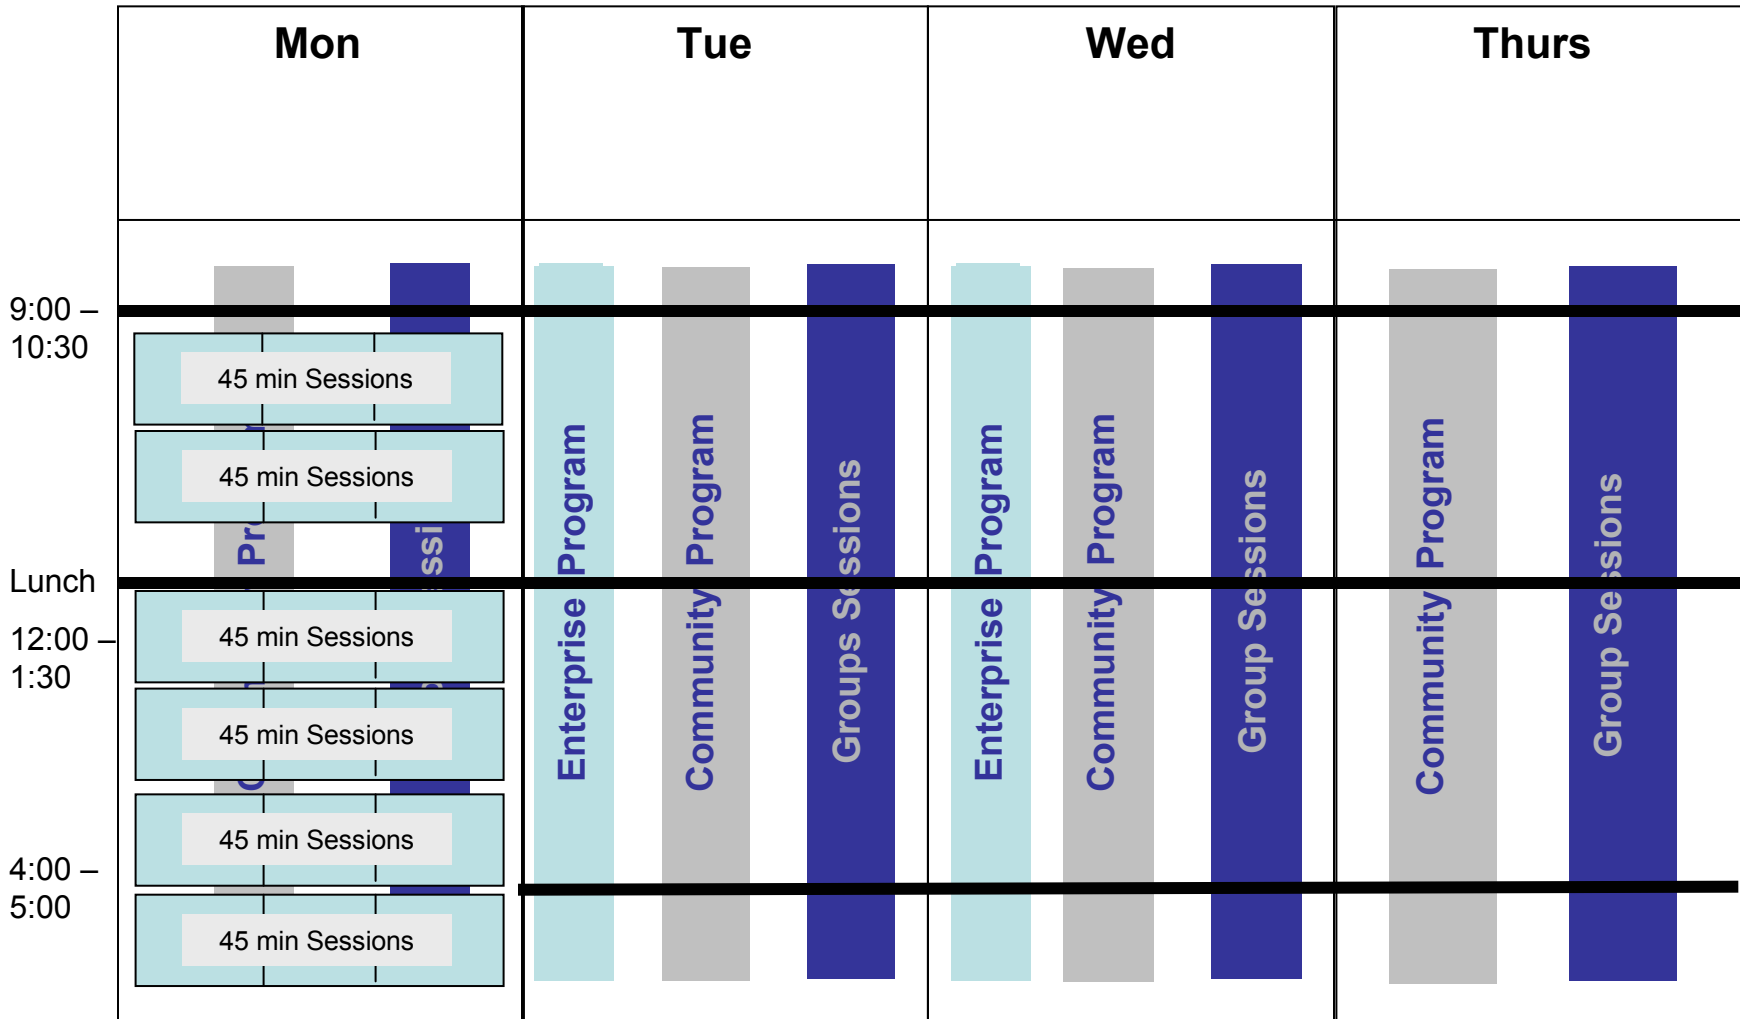 Mon
Tue
Wed
Thurs
9:00 –
10:30
Lunch
12:00 –
1:30
4:00 –
5:00
45 min Sessions
45 min Sessions
45 min Sessions
45 min Sessions
45 min Sessions
45 min Sessions
Enterprise Program
Community Program
Groups Sessions
Enterprise Program
Community Program
Group Sessions
Community Program
Group Sessions